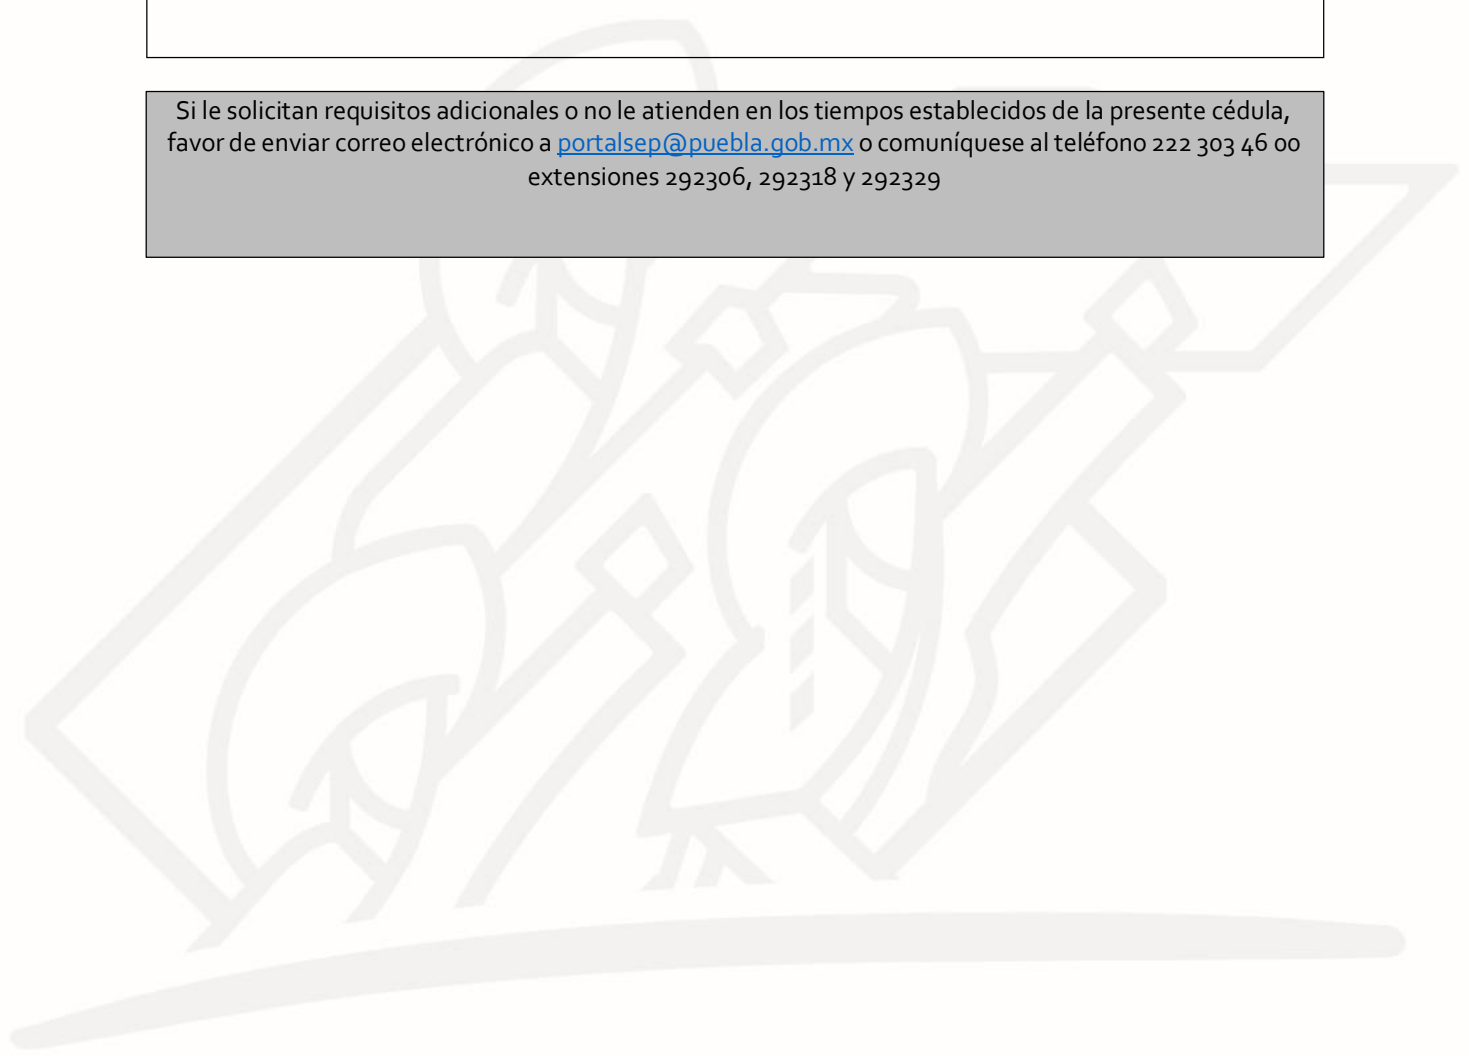 Si le solicitan requisitos adicionales o no le atienden en los tiempos establecidos de la presente cédula,
favor de enviar correo electrónico a portalsep@puebla.gob.mx o comuníquese al teléfono 222 303 46 00
extensiones 292306, 292318 y 292329